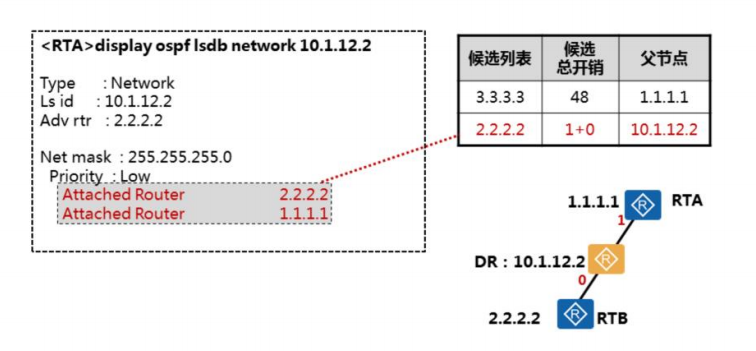 <RTA>display ospf lsdb network 10.1.12.2
Type : Network
Ls id : 10.1.12.2
Adv rtr : 2.2.2.2
Net mask : 255.255.255.0
Priority : Low
Attached Router 2.2.2.2
Attached Router 1.1.1.1
候选列表 候选总开销 父节点
3.3.3.3 48 1.1.1.1
2.2.2.2 1+0 10.1.12.2
1.1.1.1 R RTA
1
DR : 10.1.12.2 R
0
2.2.2.2 R RTB